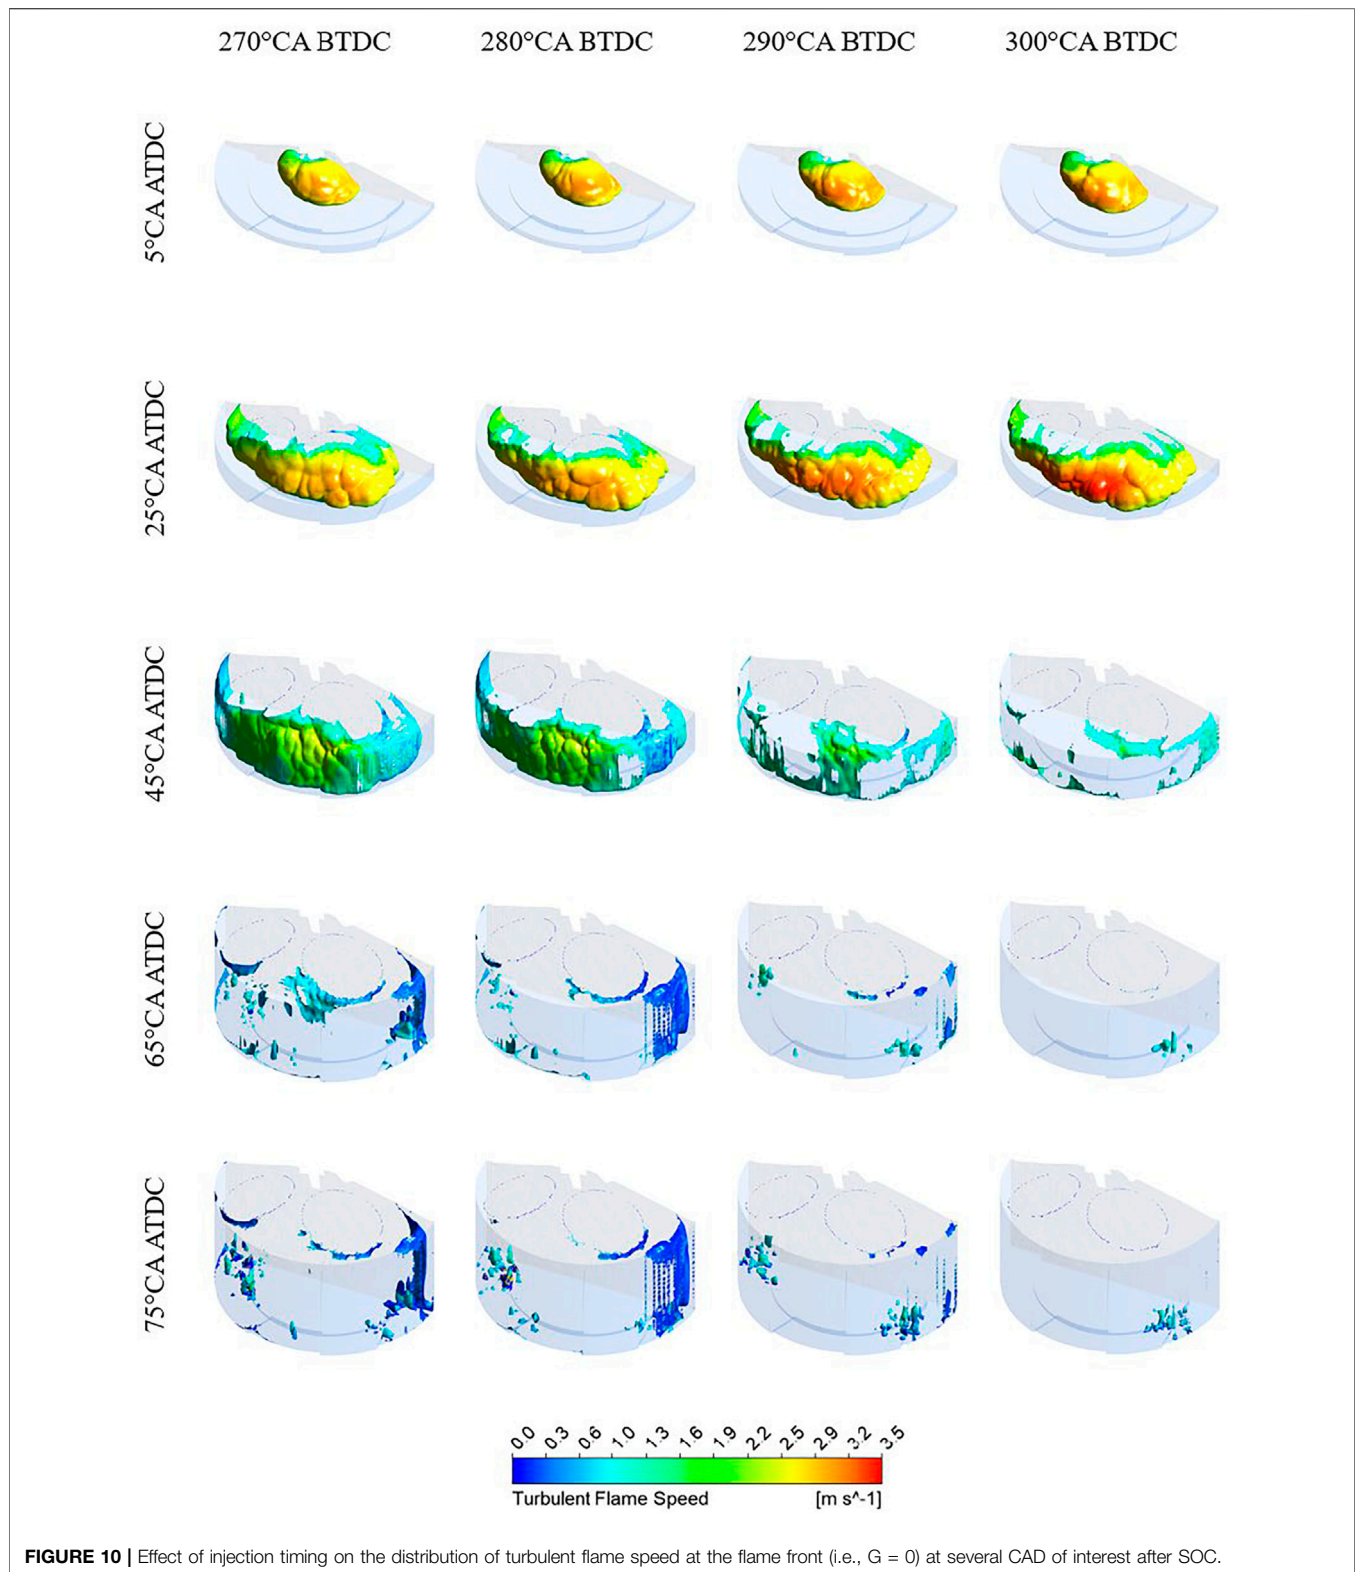 270°CA BTDC 280°CA BTDC 290°CA BTDC 300°CA BTDC
5°CA ATDC
25°CA ATDC
45°CA ATDC
65°CA ATDC
75°CA ATDC
0.0 0.3 0.6 1.0 1.3 1.6 1.9 2.2 2.5 2.9 3.2 3.5
Turbulent Flame Speed [m s^-1]
FIGURE 10 | Effect of injection timing on the distribution of turbulent flame speed at the flame front (i.e., G = 0) at several CAD of interest after SOC.